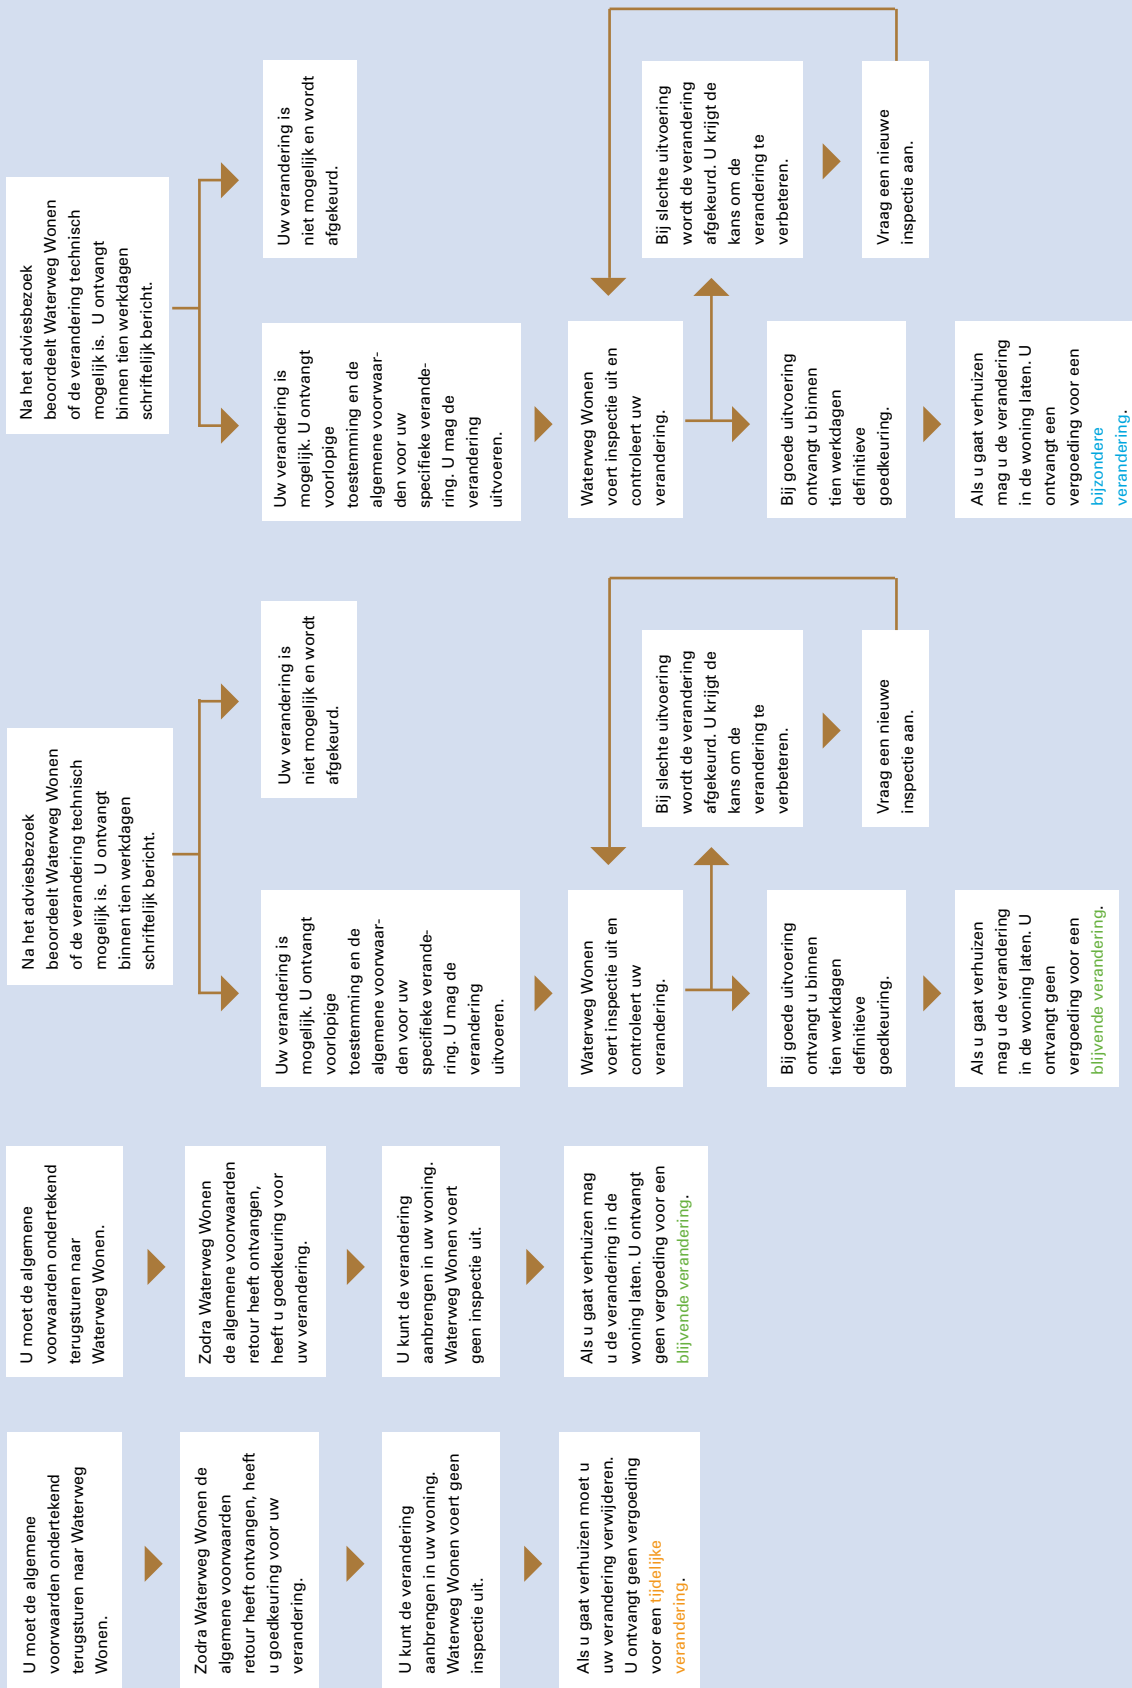 U moet de algemene
voorwaarden ondertekend
terugsturen naar Waterweg
Wonen.
Zodra Waterweg Wonen de
algemene voorwaarden
retour heeft ontvangen, heeft
u goedkeuring voor uw
verandering.
U kunt de verandering
aanbrengen in uw woning.
Waterweg Wonen voert geen
inspectie uit.
Als u gaat verhuizen moet u
uw verandering verwijderen.
U ontvangt geen vergoeding
voor een tijdelijke
verandering.
U moet de algemene
voorwaarden ondertekend
terugsturen naar
Waterweg Wonen.
Zodra Waterweg Wonen
de algemene voorwaarden
retour heeft ontvangen,
heeft u goedkeuring voor
uw verandering.
U kunt de verandering
aanbrengen in uw woning.
Waterweg Wonen voert
geen inspectie uit.
Als u gaat verhuizen mag
u de verandering in de
woning laten. U ontvangt
geen vergoeding voor een
blijvende verandering.
Na het adviesbezoek
beoordeelt Waterweg Wonen
of de verandering technisch
mogelijk is. U ontvangt
binnen tien werkdagen
schriftelijk bericht.
Uw verandering is
mogelijk. U ontvangt
voorlopige
toestemming en de
algemene voorwaar-
den voor uw
specifieke verande-
ring. U mag de
verandering
uitvoeren.
Uw verandering is
niet mogelijk en wordt
afgekeurd.
Waterweg Wonen
voert inspectie uit en
controleert uw
verandering.
Bij slechte uitvoering
wordt de verandering
afgekeurd. U krijgt de
kans om de
verandering te
verbeteren.
Vraag een nieuwe
inspectie aan.
Bij goede uitvoering
ontvangt u binnen
tien werkdagen
definitieve
goedkeuring.
Als u gaat verhuizen
mag u de verandering
in de woning laten. U
ontvangt geen
vergoeding voor een
blijvende verandering.
Na het adviesbezoek
beoordeelt Waterweg Wonen
of de verandering technisch
mogelijk is. U ontvangt
binnen tien werkdagen
schriftelijk bericht.
Uw verandering is
mogelijk. U ontvangt
voorlopige
toestemming en de
algemene voorwaar-
den voor uw
specifieke verande-
ring. U mag de
verandering
uitvoeren.
Uw verandering is
niet mogelijk en wordt
afgekeurd.
Waterweg Wonen
voert inspectie uit en
controleert uw
verandering.
Bij slechte uitvoering
wordt de verandering
afgekeurd. U krijgt de
kans om de
verandering te
verbeteren.
Vraag een nieuwe
inspectie aan.
Bij goede uitvoering
ontvangt u binnen
tien werkdagen
definitieve
goedkeuring.
Als u gaat verhuizen
mag u de verandering
in de woning laten. U
ontvangt een
vergoeding voor een
bijzondere
verandering.